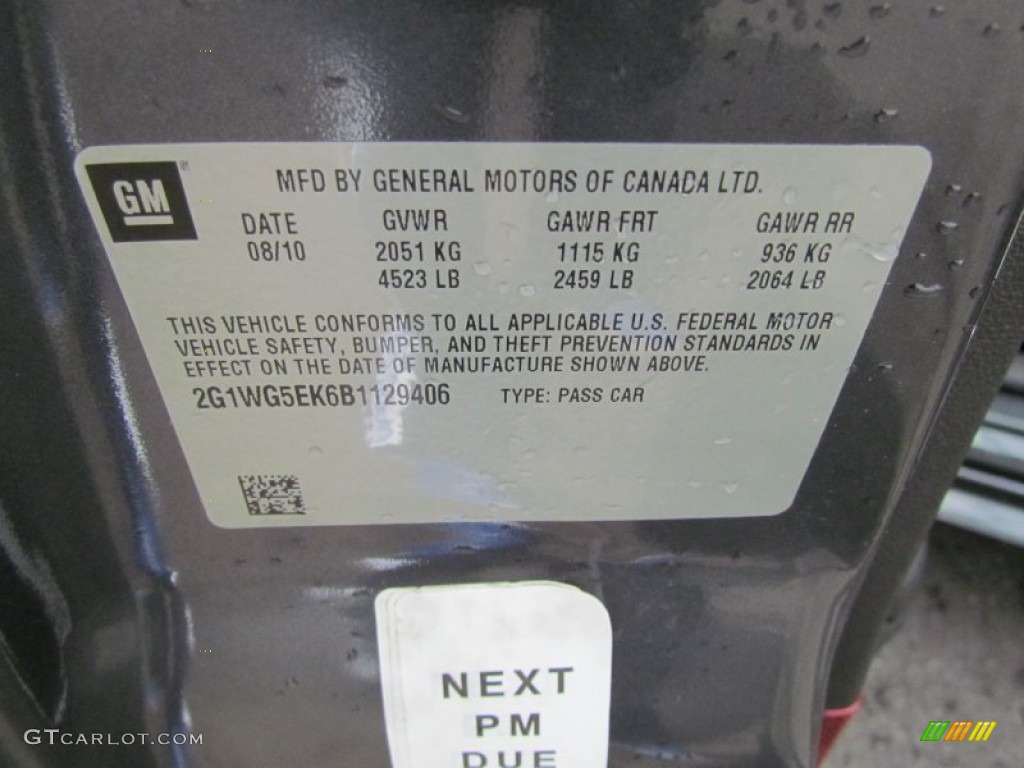 GM
MFD BY GENERAL MOTORS OF CANADA LTD.
DATE GVWR GAWR FRT GAWR RR
08/10 2051 KG 1115 KG 936 KG
4523 LB 2459 LB 2064 LB
THIS VEHICLE CONFORMS TO ALL APPLICABLE U.S. FEDERAL MOTOR
VEHICLE SAFETY, BUMPER, AND THEFT PREVENTION STANDARDS IN
EFFECT ON THE DATE OF MANUFACTURE SHOWN ABOVE.
2G1WG5EK6B1129406 TYPE: PASS CAR
NEXT
PM
DUE
GTCARLOT.COM